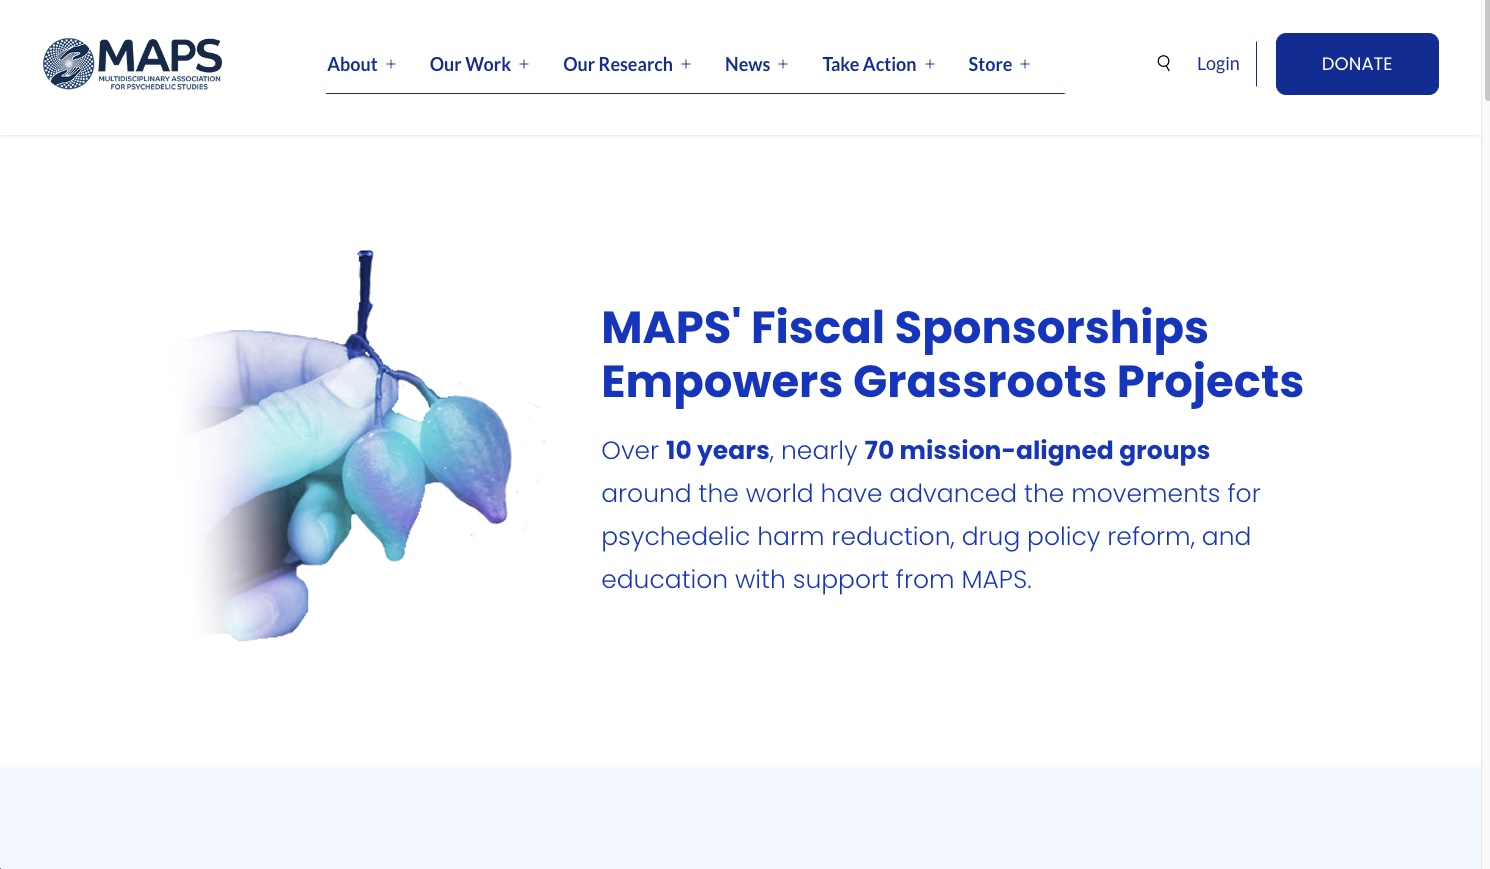 MAPS
MULTIDISCIPLINARY ASSOCIATION
FOR PSYCHEDELIC STUDIES
About + Our Work + Our Research + News + Take Action + Store +
Login
DONATE
MAPS' Fiscal Sponsorships
Empowers Grassroots Projects
Over 10 years, nearly 70 mission-aligned groups
around the world have advanced the movements for
psychedelic harm reduction, drug policy reform, and
education with support from MAPS.